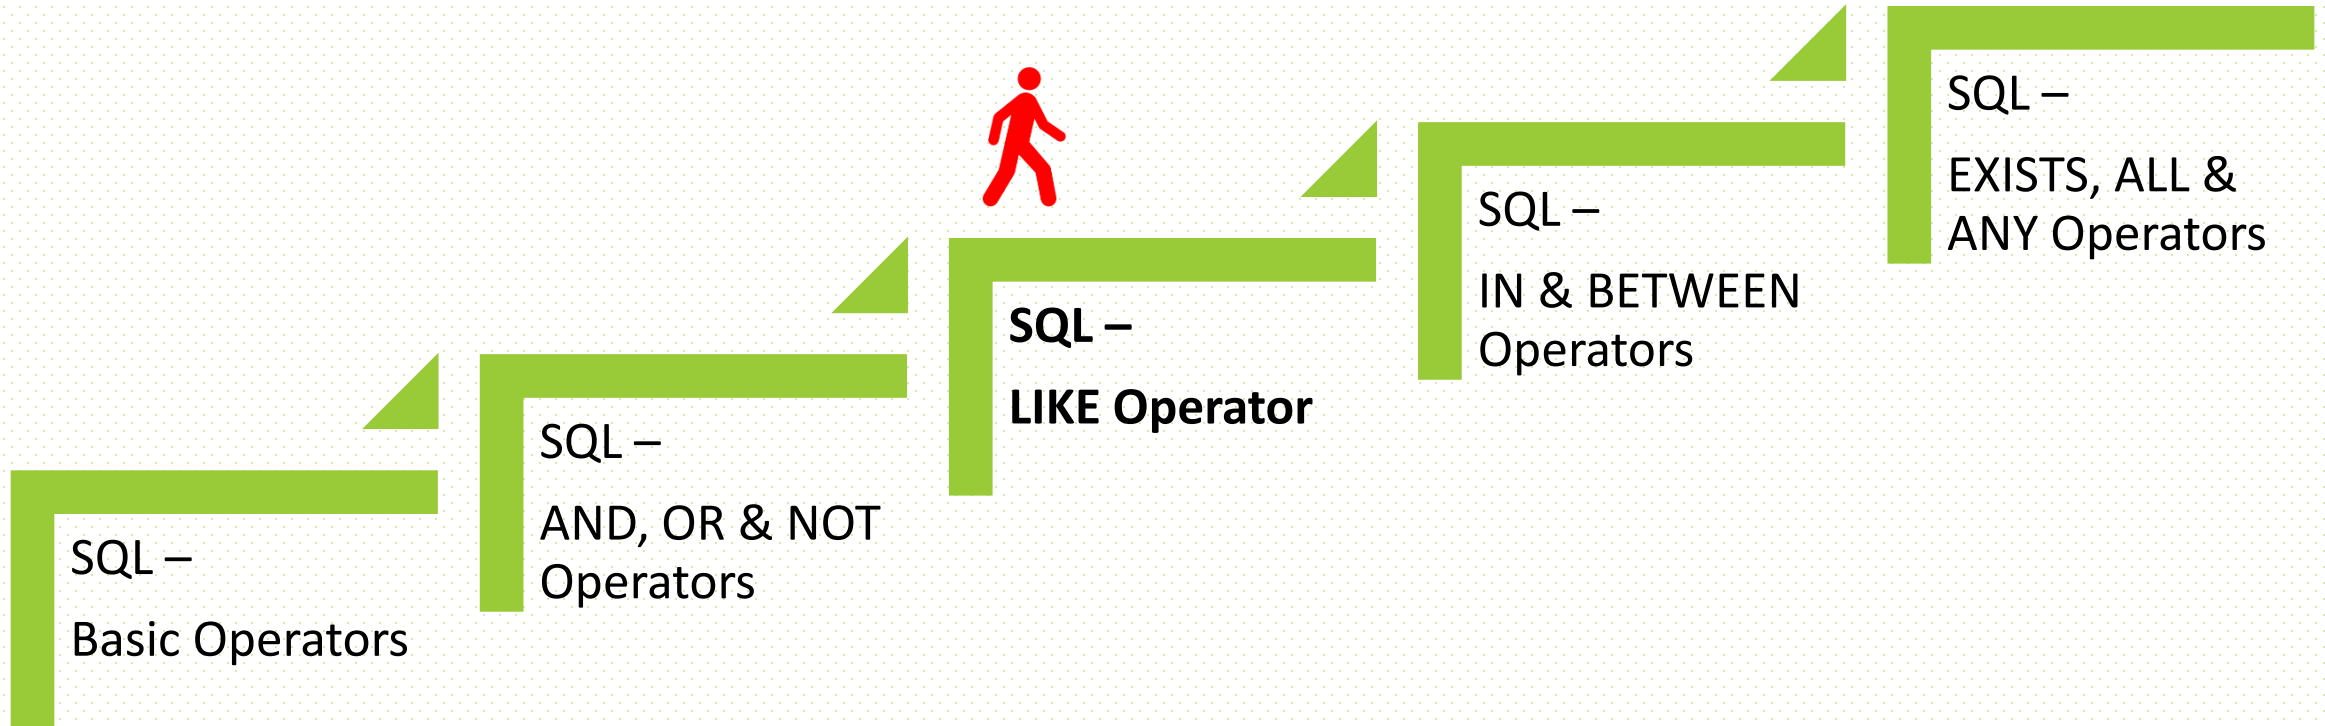 SQL –
Basic Operators
SQL –
AND, OR & NOT
Operators
SQL –
LIKE Operator
SQL –
IN & BETWEEN
Operators
SQL –
EXISTS, ALL &
ANY Operators